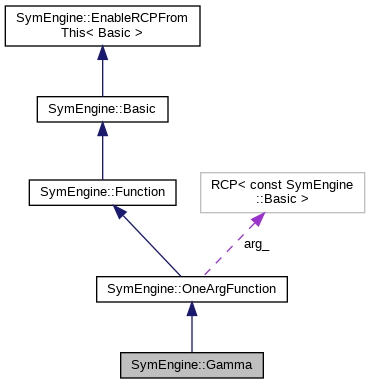 SymEngine::EnableRCPFrom
This< Basic >
SymEngine::Basic
SymEngine::Function
RCP< const SymEngine
::Basic >
arg_
SymEngine::OneArgFunction
SymEngine::Gamma